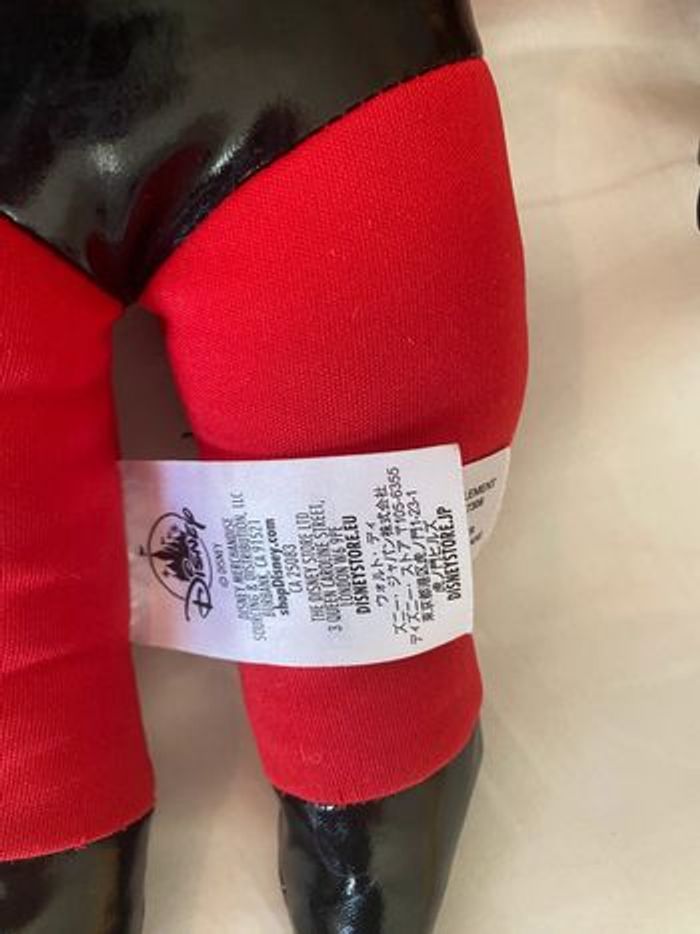 Disney
© DISNEY
DISNEY MERCHANDISE
SOURCING & DISTRIBUTION, LLC
BURBANK, CA 91521
shopDisney.com
CA 25083
THE DISNEY STORE LTD.
3 QUEEN CAROLINE STREET,
LONDON W6 9PE
DISNEYSTORE.EU
ウォルト・ディ
ズニー・ジャパン株式会社
ディズニー・ストア 〒105-6355
東京都港区虎ノ門1-23-1
虎ノ門ヒルズ
DISNEYSTORE.JP
LEMENT